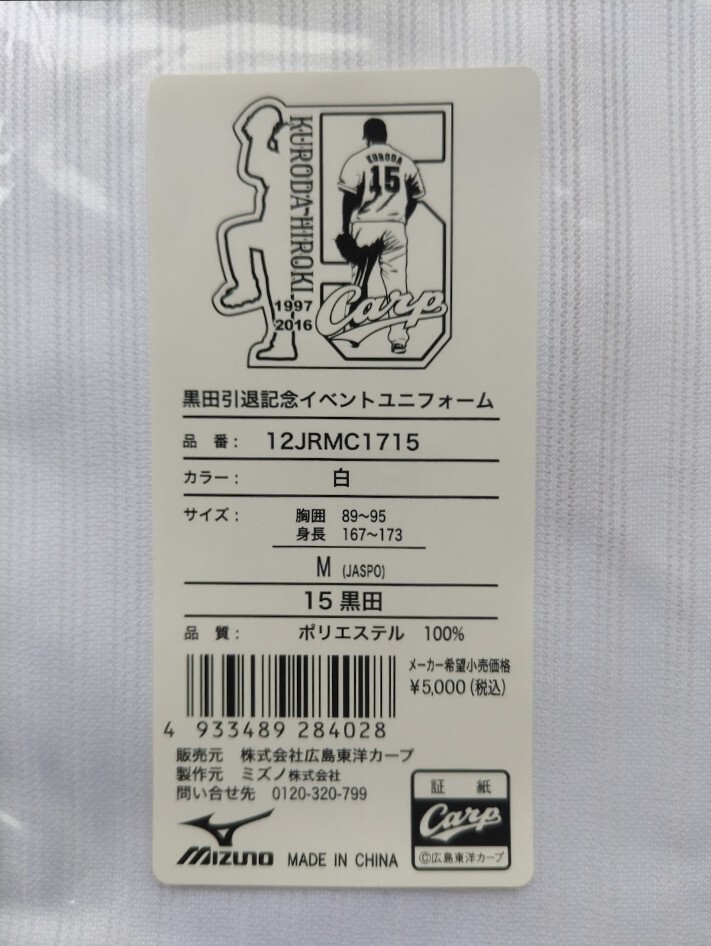 KURODA-HIROKI
KURODA
15
1997
2016
Carp
黒田引退記念イベントユニフォーム
品 番: 12JRMC1715
カラー: 白
サイズ: 胸囲 89~95
身長 167~173
M (JASPO)
15 黒田
品 質: ポリエステル 100%
メーカー希望小売価格
¥5,000(税込)
4 933489 284028
販売元 株式会社広島東洋カープ
製作元 ミズノ株式会社
問い合せ先 0120-320-799
証 紙
Carp
©広島東洋カープ
MIZUNO MADE IN CHINA